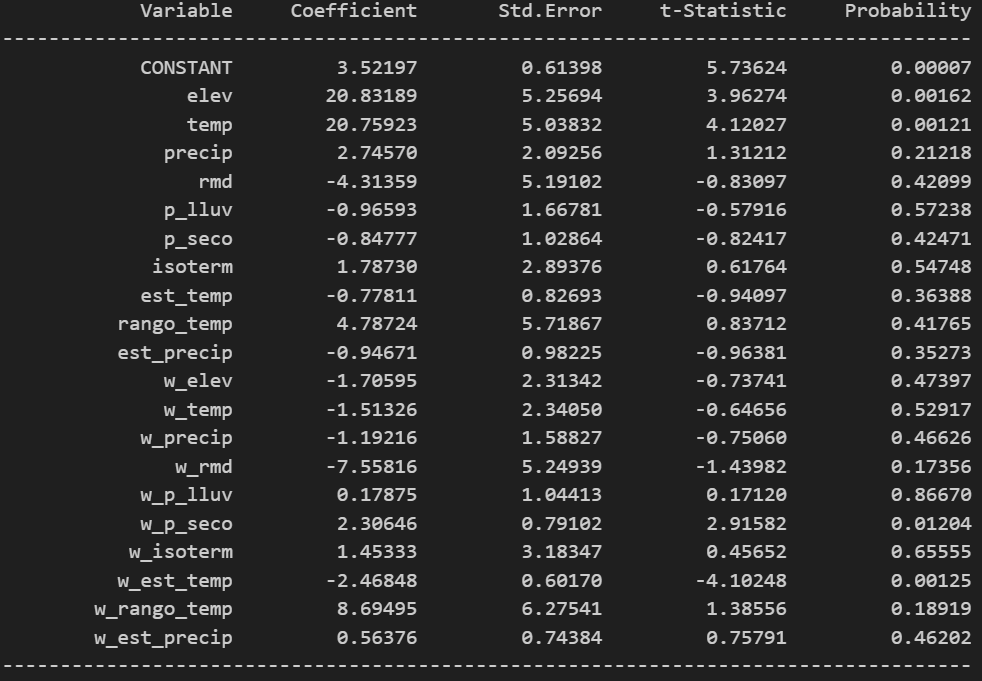 Variable Coefficient Std.Error t-Statistic Probability
------------------------------------------------------------------------------------
CONSTANT 3.52197 0.61398 5.73624 0.00007
elev 20.83189 5.25694 3.96274 0.00162
temp 20.75923 5.03832 4.12027 0.00121
precip 2.74570 2.09256 1.31212 0.21218
rmd -4.31359 5.19102 -0.83097 0.42099
p_lluv -0.96593 1.66781 -0.57916 0.57238
p_seco -0.84777 1.02864 -0.82417 0.42471
isoterm 1.78730 2.89376 0.61764 0.54748
est_temp -0.77811 0.82693 -0.94097 0.36388
rango_temp 4.78724 5.71867 0.83712 0.41765
est_precip -0.94671 0.98225 -0.96381 0.35273
w_elev -1.70595 2.31342 -0.73741 0.47397
w_temp -1.51326 2.34050 -0.64656 0.52917
w_precip -1.19216 1.58827 -0.75060 0.46626
w_rmd -7.55816 5.24939 -1.43982 0.17356
w_p_lluv 0.17875 1.04413 0.17120 0.86670
w_p_seco 2.30646 0.79102 2.91582 0.01204
w_isoterm 1.45333 3.18347 0.45652 0.65555
w_est_temp -2.46848 0.60170 -4.10248 0.00125
w_rango_temp 8.69495 6.27541 1.38556 0.18919
w_est_precip 0.56376 0.74384 0.75791 0.46202
------------------------------------------------------------------------------------